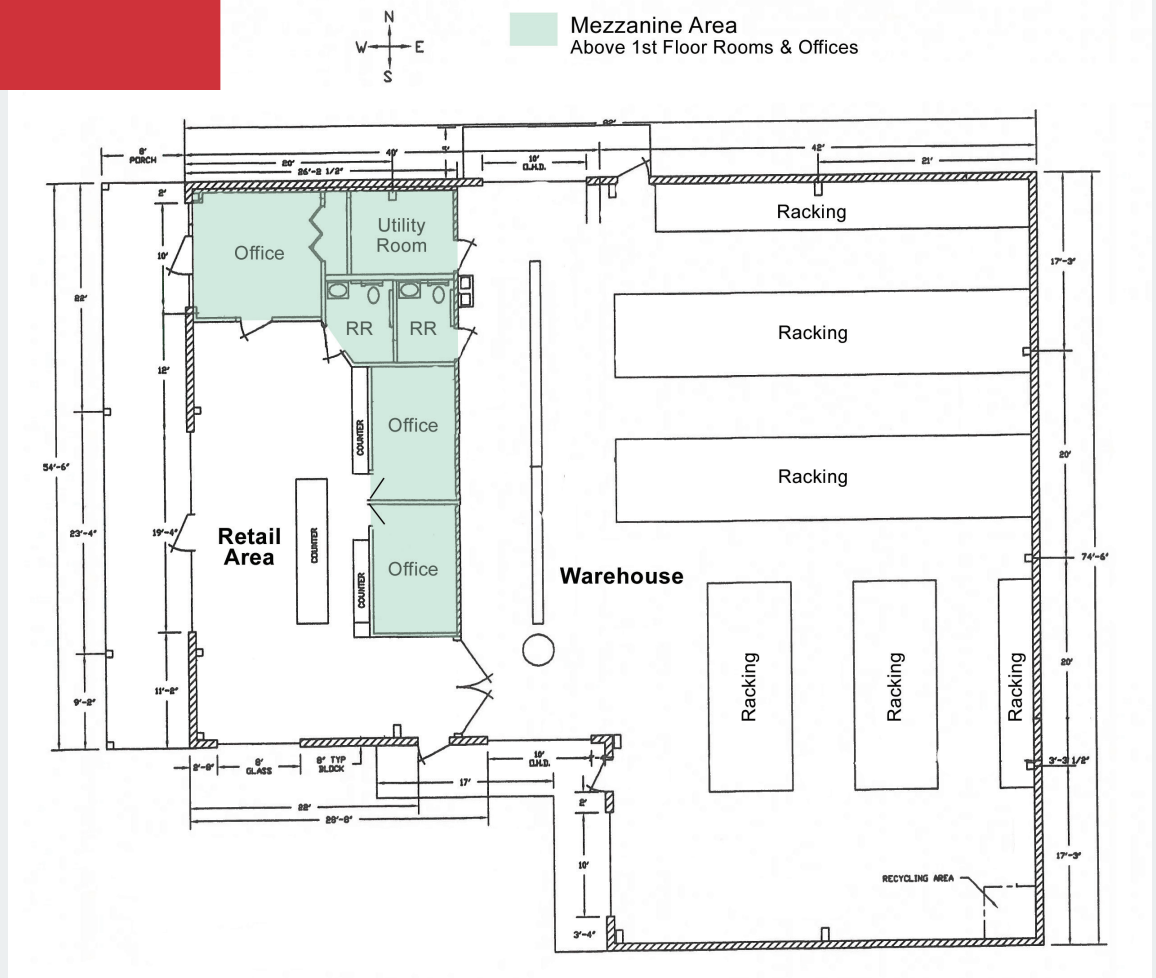 N
W E
S
Mezzanine Area
Above 1st Floor Rooms & Offices
8'
PORCH
82'
40'
42'
20'
26'-2 1/2"
5'
10'
O.H.D.
21'
2'
10'
22'
12'
54'-6"
23'-4"
19'-4"
9'-2"
11'-2"
Office
Utility
Room
RR
RR
COUNTER
Office
COUNTER
COUNTER
Office
Retail
Area
Warehouse
Racking
Racking
Racking
Racking
Racking
Racking
17'-3"
20'
74'-6"
20'
3'-3 1/2"
17'-3"
2'-8"
8'
GLASS
8" TYP
BLOCK
10'
O.H.D.
17'
22'
28'-8"
2'
10'
3'-4"
RECYCLING AREA